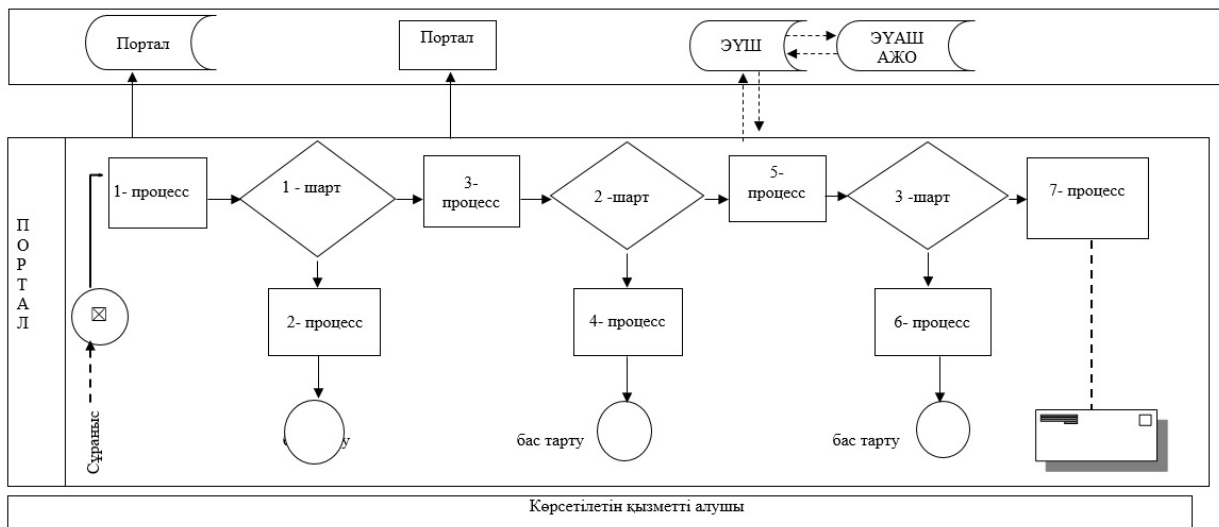 Портал
Портал
ЭҮШ
ЭҮАШ
АЖО
1- процесс
1 - шарт
3-
процесс
2 -шарт
5-
процесс
3 -шарт
7- процесс
ПОРТАЛ
2- процесс
4- процесс
6- процесс
Сұраныс
бас тарту
бас тарту
Көрсетілетін қызметті алушы